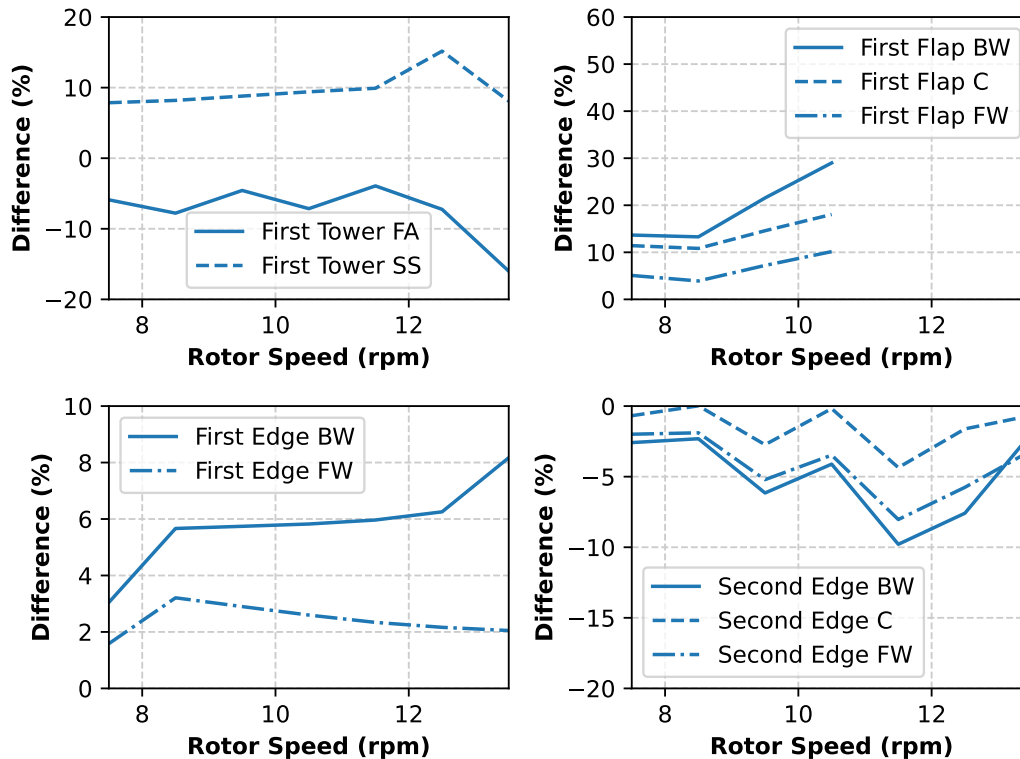 20
10
0
−10
−20
Difference (%)
First Tower FA
First Tower SS
8
10
12
Rotor Speed (rpm)
60
50
40
30
20
10
0
Difference (%)
First Flap BW
First Flap C
First Flap FW
8
10
12
Rotor Speed (rpm)
10
8
6
4
2
0
Difference (%)
First Edge BW
First Edge FW
8
10
12
Rotor Speed (rpm)
0
−5
−10
−15
−20
Difference (%)
Second Edge BW
Second Edge C
Second Edge FW
8
10
12
Rotor Speed (rpm)